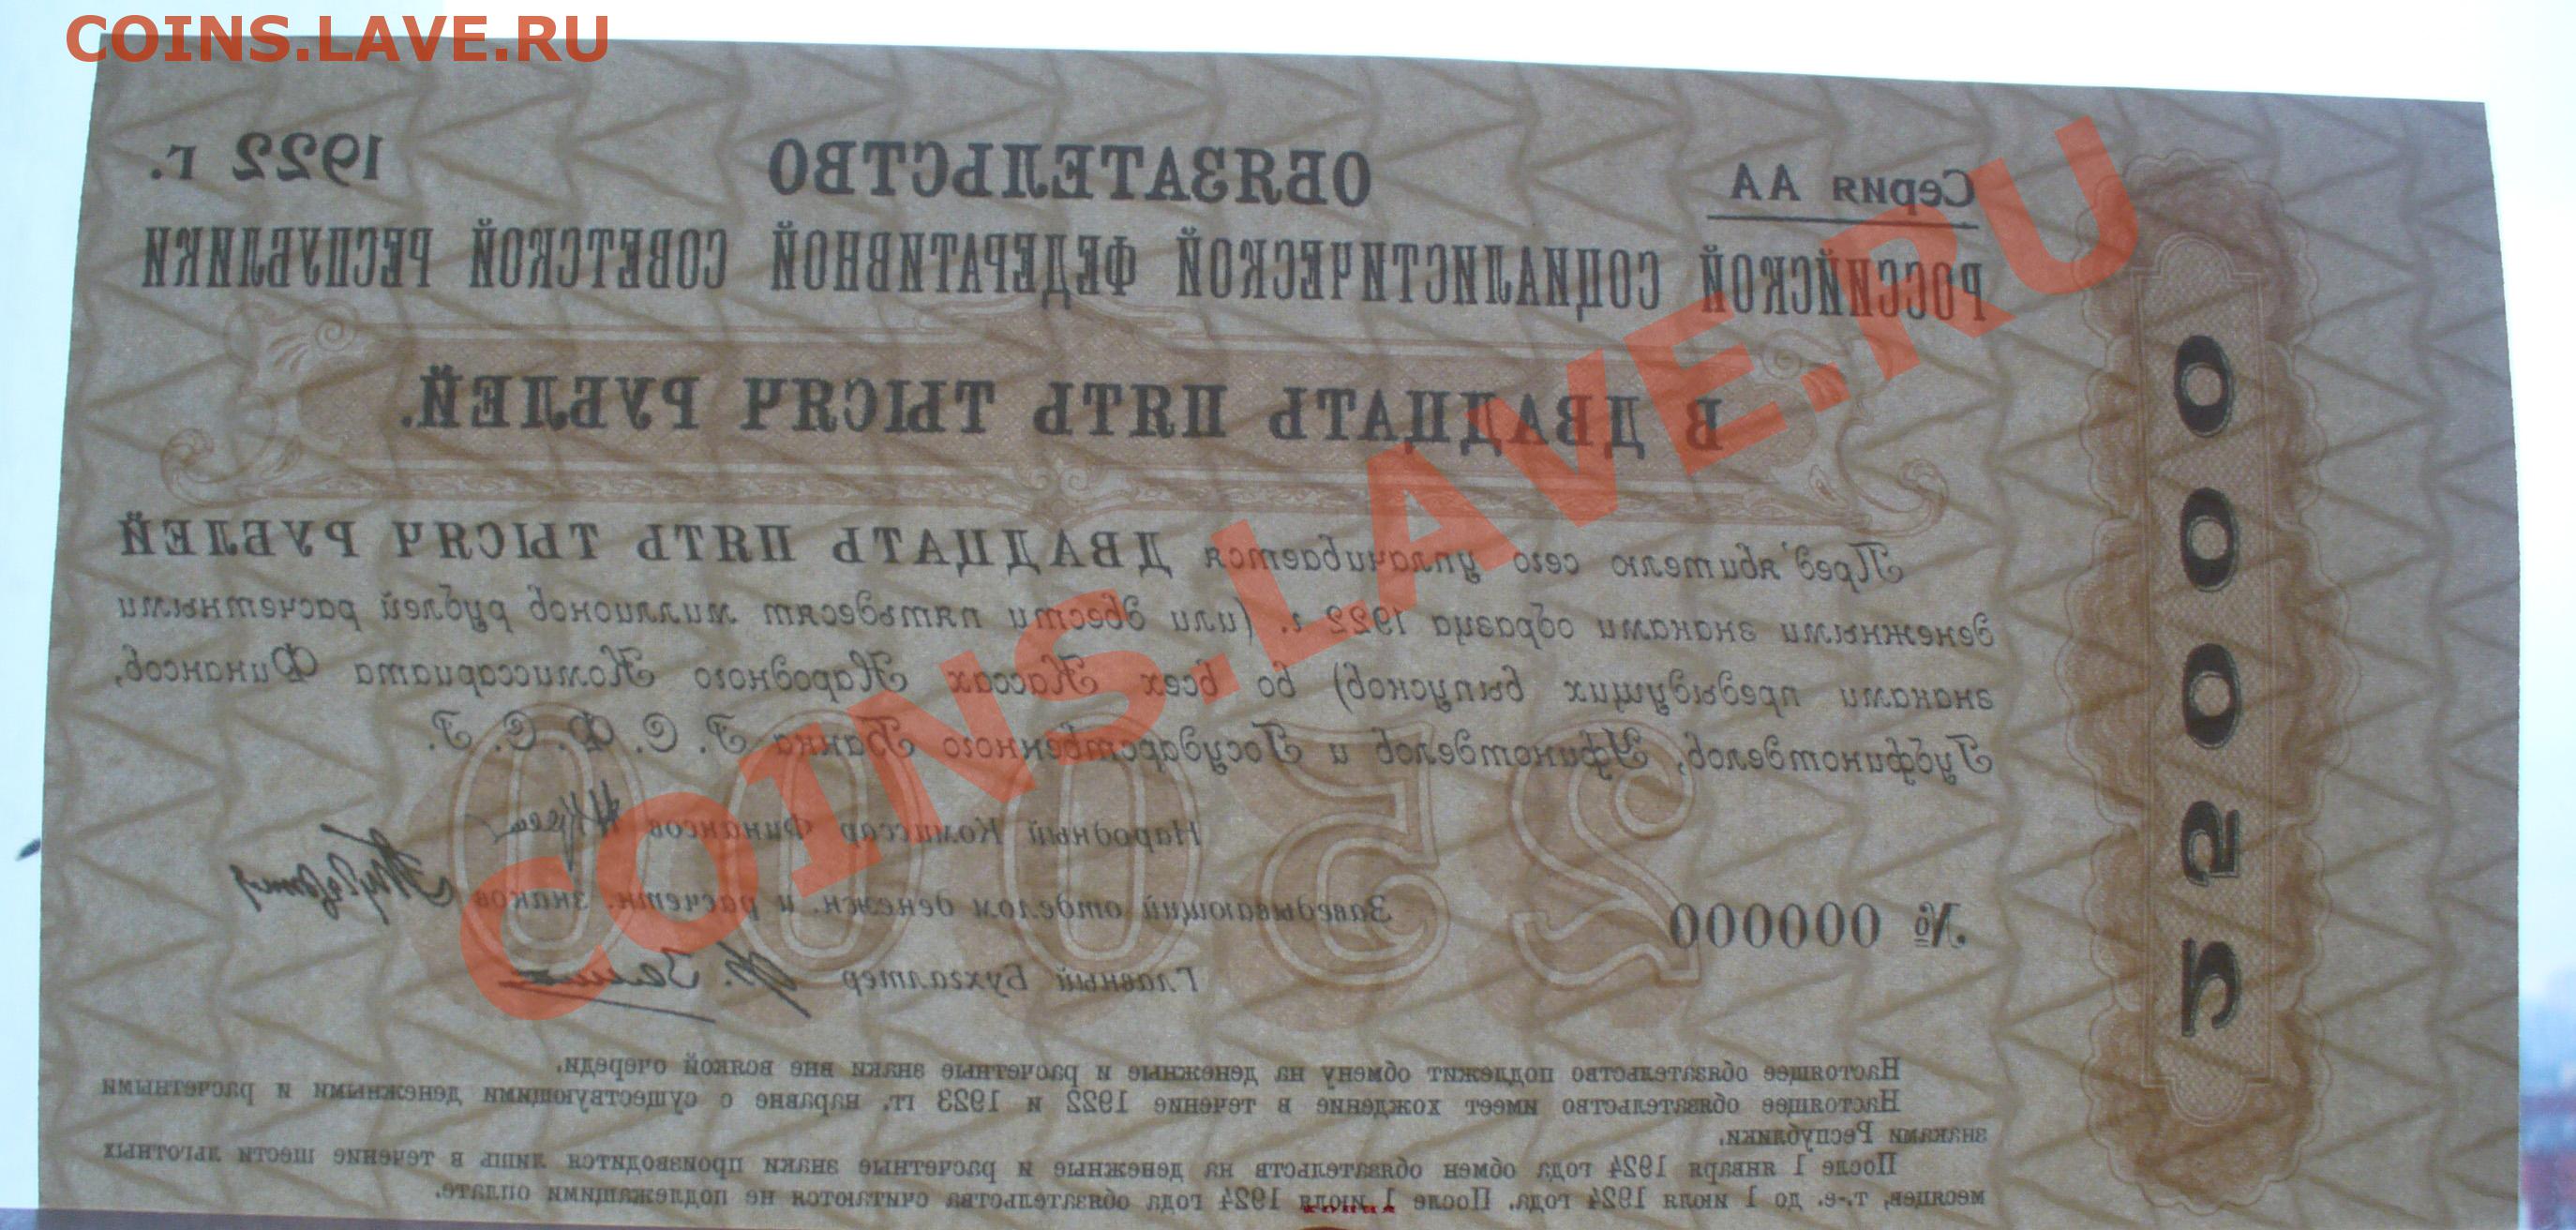 COINS.LAVE.RU
Серия АА ОБЯЗАТЕЛЬСТВО 1922 г.
РОССИЙСКОЙ СОЦИАЛИСТИЧЕСКОЙ ФЕДЕРАТИВНОЙ СОВЕТСКОЙ РЕСПУБЛИКИ
В ДВАДЦАТЬ ПЯТЬ ТЫСЯЧ РУБЛЕЙ.
Пред'явителю сего уплачивается ДВАДЦАТЬ ПЯТЬ ТЫСЯЧ РУБЛЕЙ
денежными знаками образца 1922 г. (или двести пятьдесят миллионов рублей расчетными
знаками предыдущих выпусков) во всех Кассах Народного Комиссариата Финансов,
Губфинотделов, Уфинотделов и Государственного Банка Р. С. Ф. С. Р.
25000
Народный Комиссар Финансов
Заведывающий отделом денежн. и расчетн. знаков
№ 000000
Главный Бухгалтер
Настоящее обязательство подлежит обмену на денежные и расчетные знаки вне всякой очереди.
Настоящее обязательство имеет хождение в течение 1922 и 1923 гг. наравне с существующими денежными и расчетными
знаками Республики.
После 1 января 1924 года обмен обязательств на денежные и расчетные знаки производится лишь в течение шести льготных
месяцев, т.-е. до 1 июля 1924 года. После 1 июля 1924 года обязательства считаются не подлежащими оплате.
25000
COINS.LAVE.RU